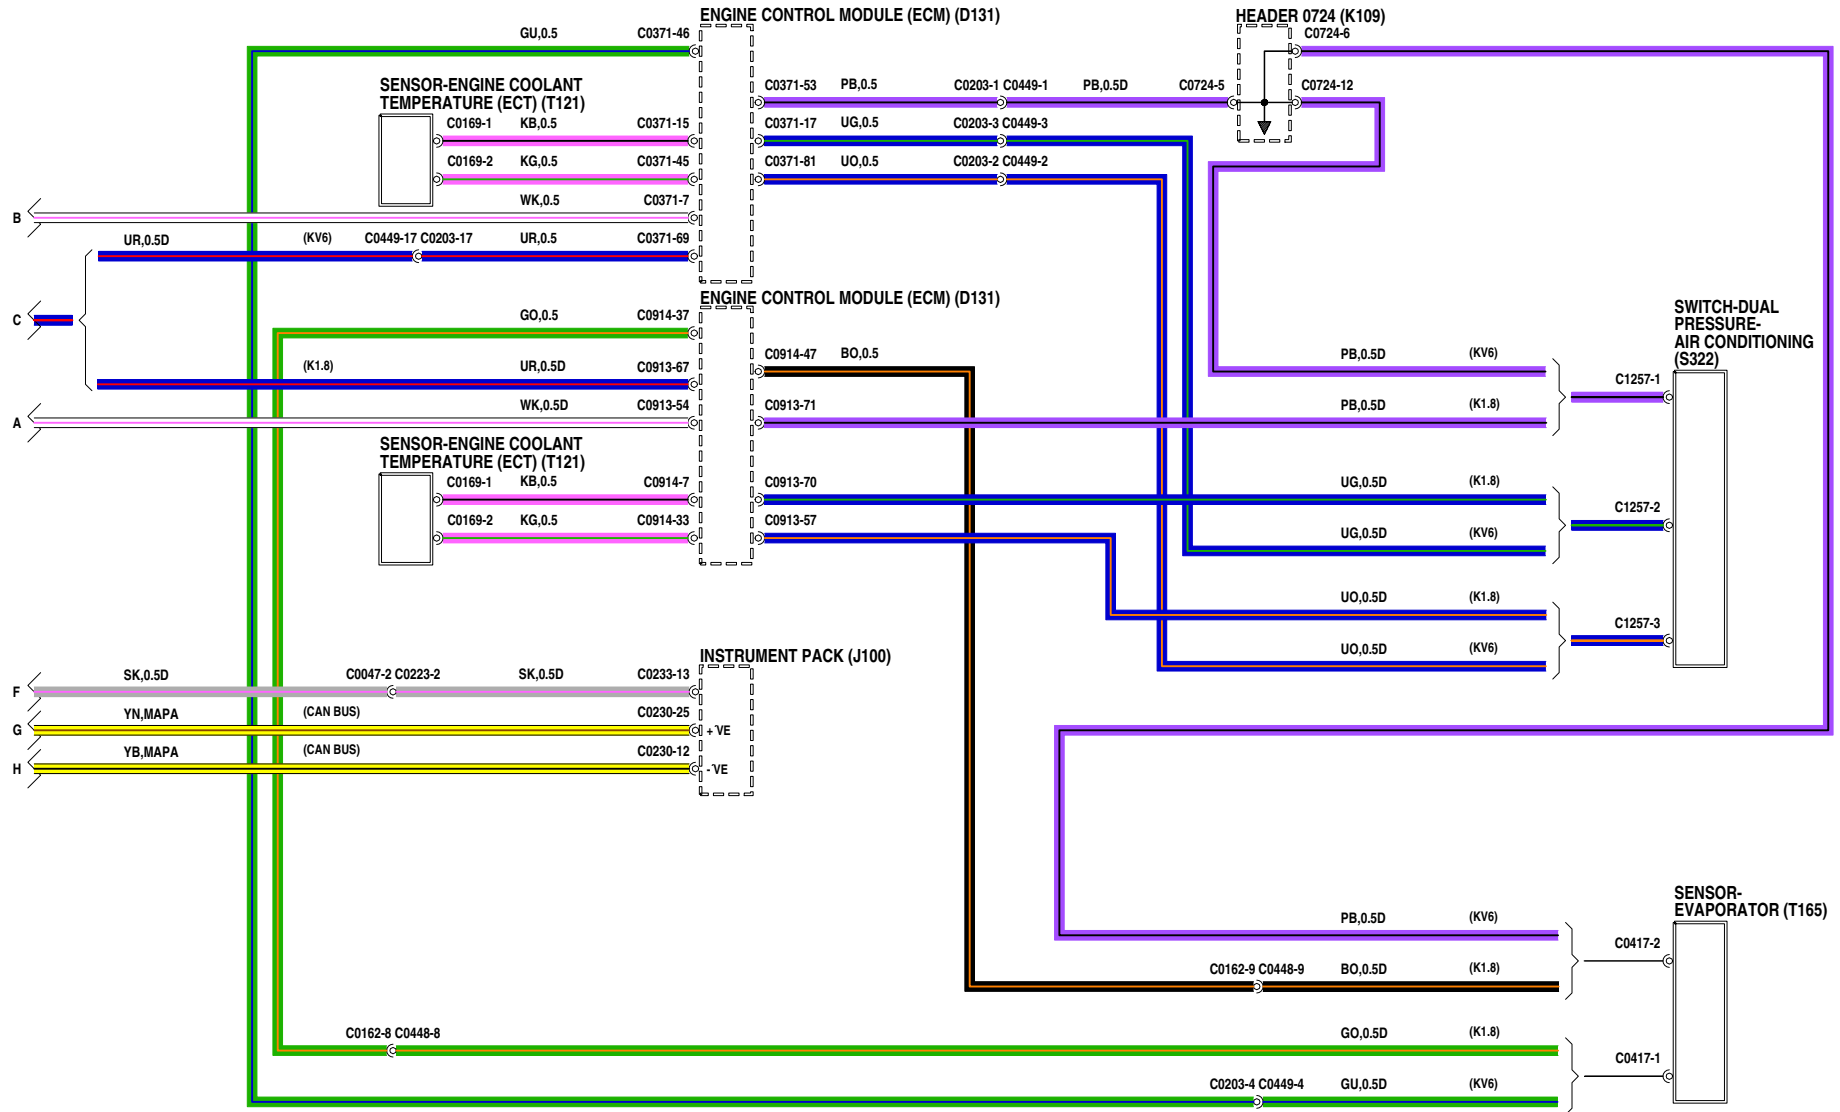 ENGINE CONTROL MODULE (ECM) (D131)
HEADER 0724 (K109)
GU,0.5 C0371-46
C0724-6
SENSOR-ENGINE COOLANT
TEMPERATURE (ECT) (T121)
C0371-53 PB,0.5 C0203-1 C0449-1 PB,0.5D C0724-5 C0724-12
C0169-1 KB,0.5 C0371-15 C0371-17 UG,0.5 C0203-3 C0449-3
C0169-2 KG,0.5 C0371-45 C0371-81 UO,0.5 C0203-2 C0449-2
WK,0.5 C0371-7
B
UR,0.5D (KV6) C0449-17 C0203-17 UR,0.5 C0371-69
ENGINE CONTROL MODULE (ECM) (D131)
C
GO,0.5 C0914-37
SWITCH-DUAL
PRESSURE-
AIR CONDITIONING
(S322)
C0914-47 BO,0.5 PB,0.5D (KV6)
(K1.8) UR,0.5D C0913-67
C1257-1
WK,0.5D C0913-54 C0913-71 PB,0.5D (K1.8)
A
SENSOR-ENGINE COOLANT
TEMPERATURE (ECT) (T121)
C0169-1 KB,0.5 C0914-7 C0913-70 UG,0.5D (K1.8)
C1257-2
C0169-2 KG,0.5 C0914-33 C0913-57
UG,0.5D (KV6)
UO,0.5D (K1.8)
C1257-3
UO,0.5D (KV6)
INSTRUMENT PACK (J100)
SK,0.5D C0047-2 C0223-2 SK,0.5D C0233-13
F
YN,MAPA (CAN BUS) C0230-25
G + VE
YB,MAPA (CAN BUS) C0230-12
H - VE
SENSOR-
EVAPORATOR (T165)
PB,0.5D (KV6)
C0417-2
C0162-9 C0448-9 BO,0.5D (K1.8)
C0162-8 C0448-8 GO,0.5D (K1.8)
C0417-1
C0203-4 C0449-4 GU,0.5D (KV6)